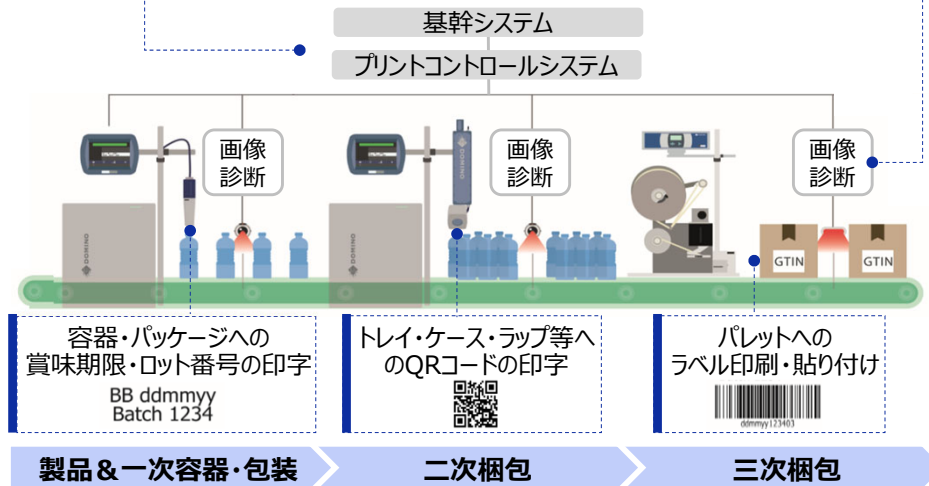 基幹システム
プリントコントロールシステム
画像
診断
画像
診断
画像
診断
DOMINO
DOMINO
DOMINO
GTIN
GTIN
容器・パッケージへの
賞味期限・ロット番号の印字
BB ddmmyy
Batch 1234
トレイ・ケース・ラップ等へ
のQRコードの印字
パレットへの
ラベル印刷・貼り付け
ddmmyy123403
製品＆一次容器・包装
二次梱包
三次梱包